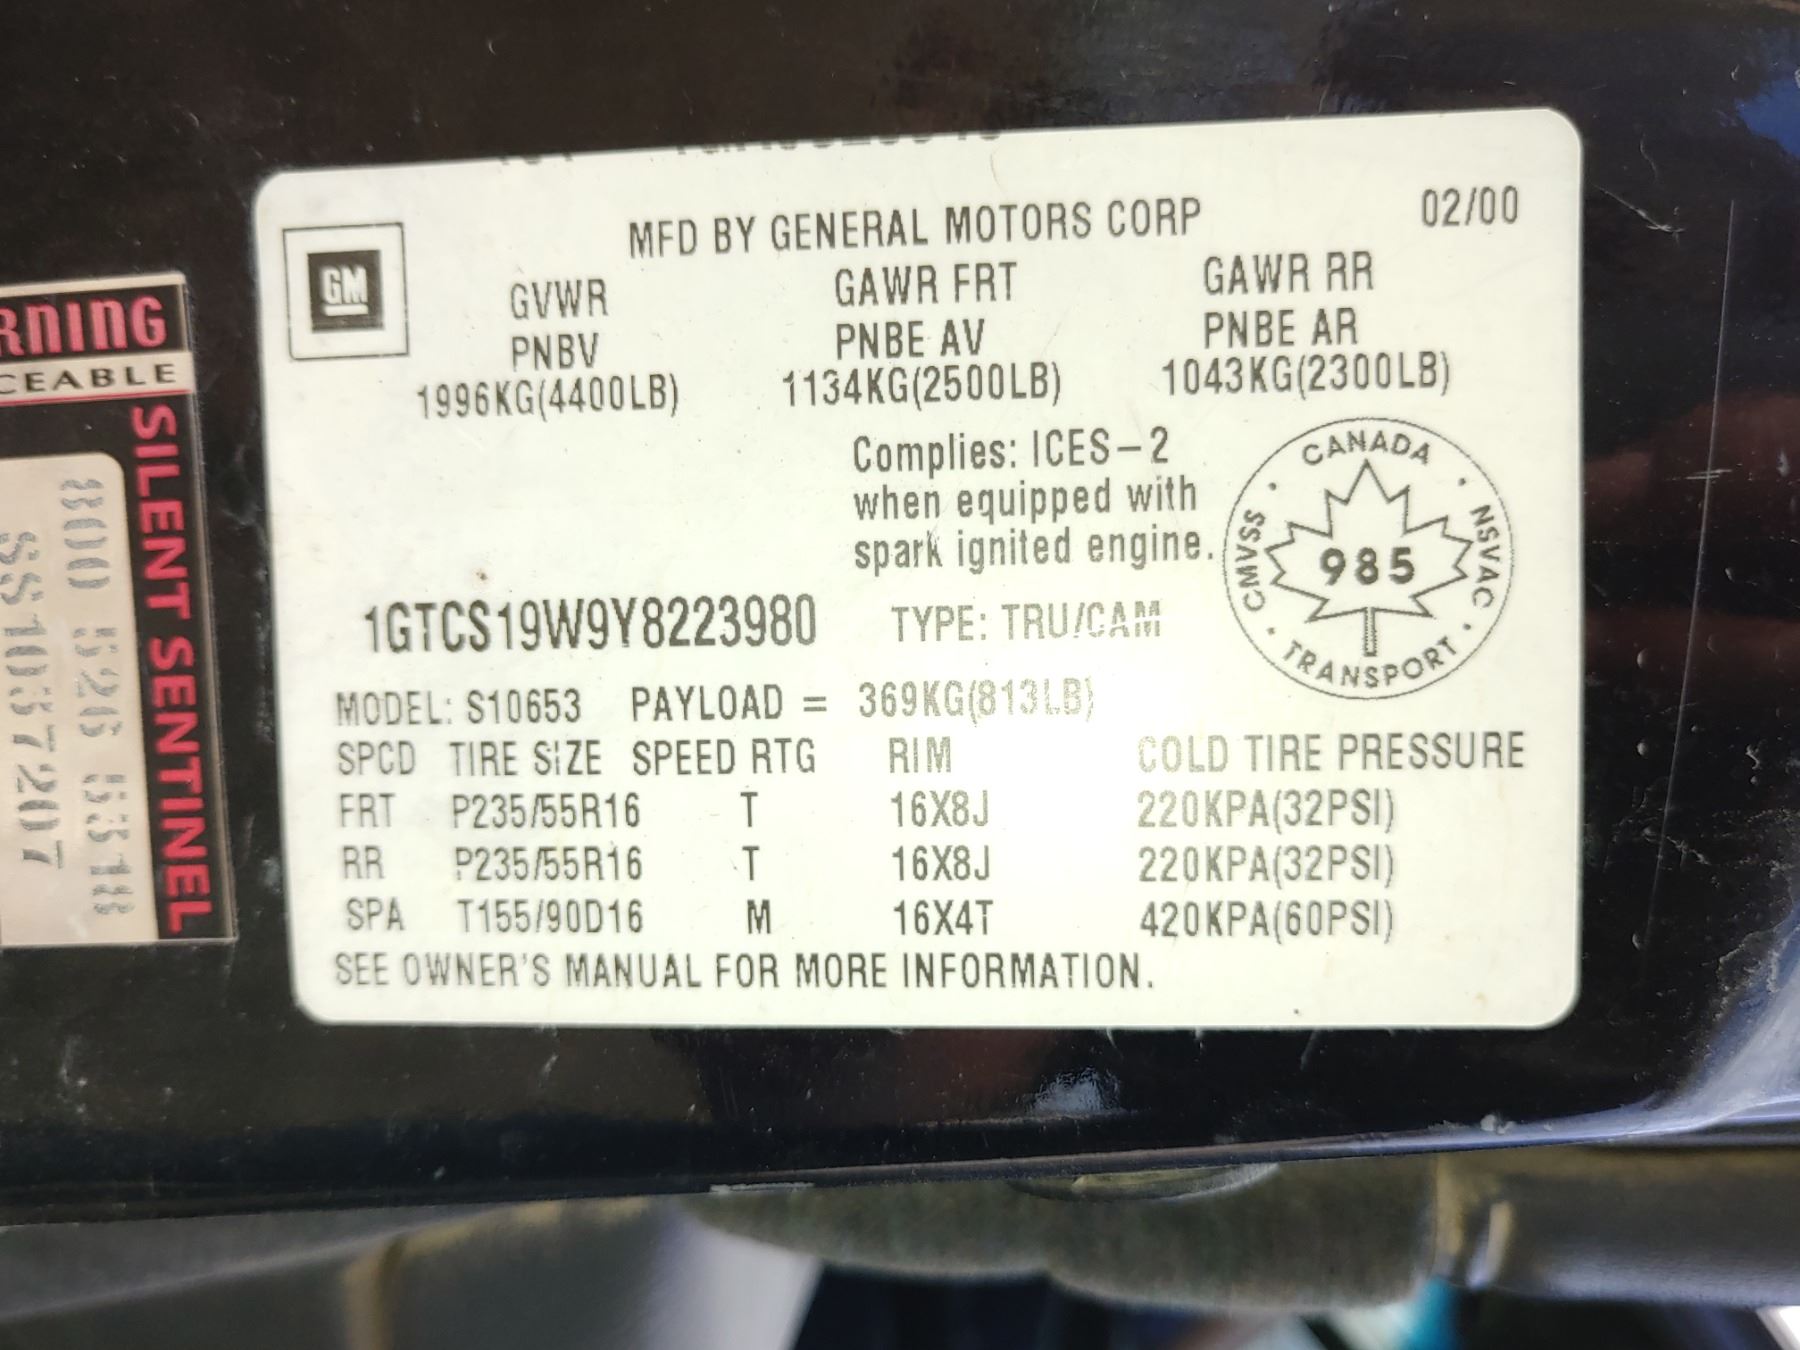 MFD BY GENERAL MOTORS CORP 02/00
GM
GVWR GAWR FRT GAWR RR
PNBV PNBE AV PNBE AR
1996KG(4400LB) 1134KG(2500LB) 1043KG(2300LB)
Complies: ICES-2
when equipped with
spark ignited engine.
CANADA
CMVSS · NSVAC
985
TRANSPORT
1GTCS19W9Y8223980 TYPE: TRU/CAM
MODEL: S10653 PAYLOAD = 369KG(813LB)
SPCD TIRE SIZE SPEED RTG RIM COLD TIRE PRESSURE
FRT P235/55R16 T 16X8J 220KPA(32PSI)
RR P235/55R16 T 16X8J 220KPA(32PSI)
SPA T155/90D16 M 16X4T 420KPA(60PSI)
SEE OWNER'S MANUAL FOR MORE INFORMATION.
RNING
CEABLE
SILENT SENTINEL
SS1037207